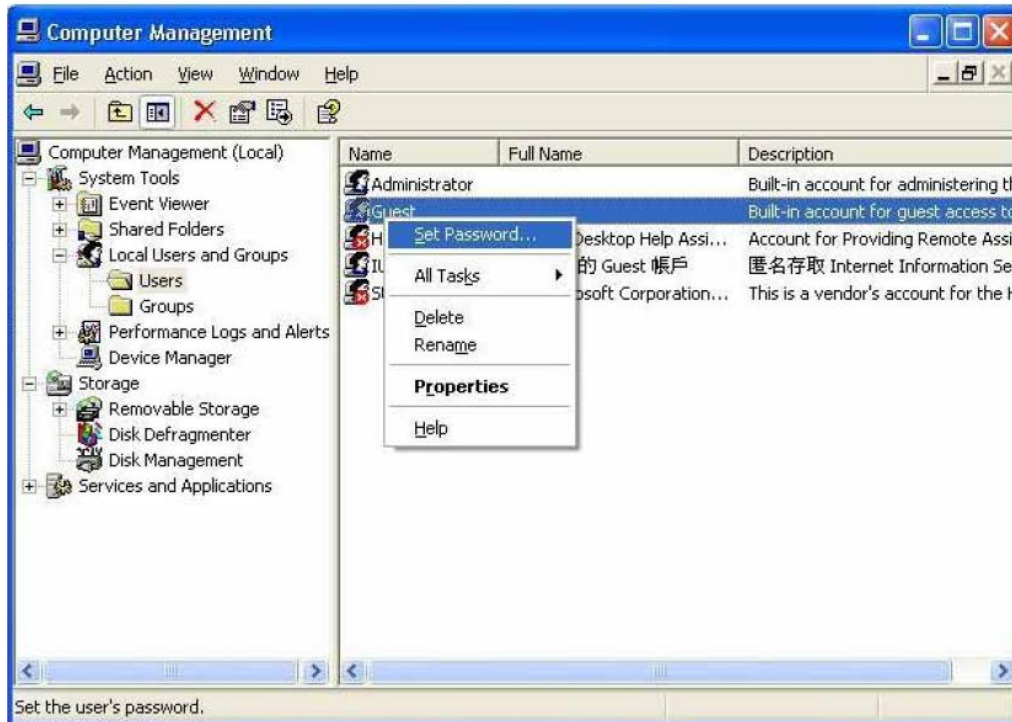 Computer Management
File Action View Window Help
Computer Management (Local)
System Tools
Event Viewer
Shared Folders
Local Users and Groups
Users
Groups
Performance Logs and Alerts
Device Manager
Storage
Removable Storage
Disk Defragmenter
Disk Management
Services and Applications
Name Full Name Description
Administrator Built-in account for administering th
Guest Built-in account for guest access to
H Desktop Help Assi... Account for Providing Remote Assi
IU 的 Guest 帳戶 匿名存取 Internet Information Se
SU osoft Corporation... This is a vendor's account for the H
Set Password...
All Tasks
Delete
Rename
Properties
Help
Set the user's password.